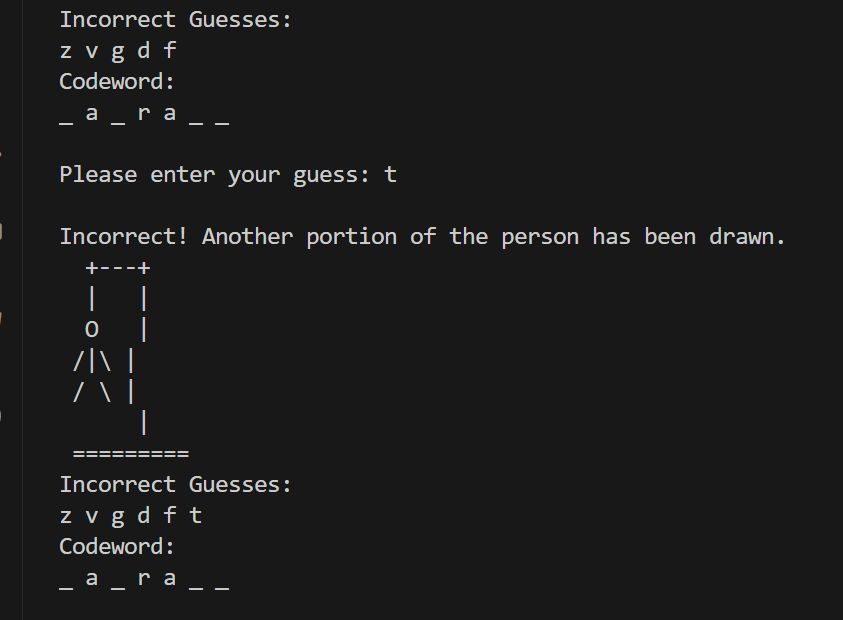 Incorrect Guesses:
z v g d f
Codeword:
_ a _ r a _ _
Please enter your guess: t
Incorrect! Another portion of the person has been drawn.
  +---+
  |   |
  O   |
 /|\ |
 / \ |
      |
 =========
Incorrect Guesses:
z v g d f t
Codeword:
_ a _ r a _ _